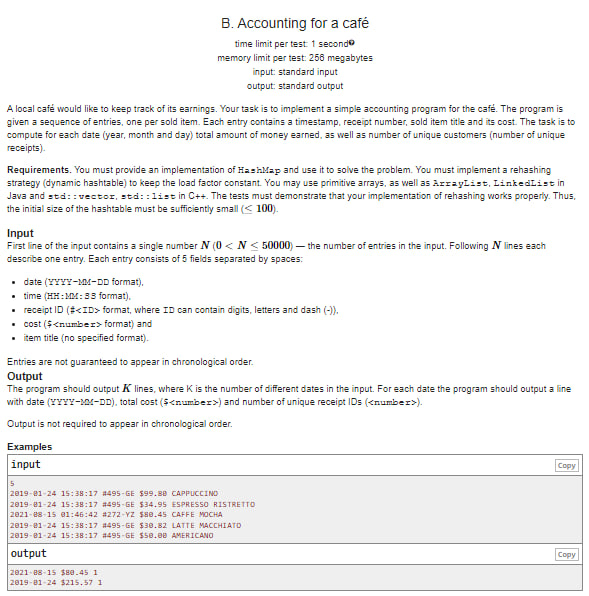 B. Accounting for a café
time limit per test: 1 second
memory limit per test: 256 megabytes
input: standard input
output: standard output
A local café would like to keep track of its earnings. Your task is to implement a simple accounting program for the café. The program is
given a sequence of entries, one per sold item. Each entry contains a timestamp, receipt number, sold item title and its cost. The task is to
compute for each date (year, month and day) total amount of money earned, as well as number of unique customers (number of unique
receipts).
Requirements. You must provide an implementation of HashMap and use it to solve the problem. You must implement a rehashing
strategy (dynamic hashtable) to keep the load factor constant. You may use primitive arrays, as well as ArrayList, LinkedList in
Java and std::vector, std::list in C++. The tests must demonstrate that your implementation of rehashing works properly. Thus,
the initial size of the hashtable must be sufficiently small (≤ 100).
Input
First line of the input contains a single number N (0 < N ≤ 50000) — the number of entries in the input. Following N lines each
describe one entry. Each entry consists of 5 fields separated by spaces:
• date (YYYY-MM-DD format),
• time (HH:MM:SS format),
• receipt ID (#<ID> format, where ID can contain digits, letters and dash (-)),
• cost ($<number> format) and
• item title (no specified format).
Entries are not guaranteed to appear in chronological order.
Output
The program should output K lines, where K is the number of different dates in the input. For each date the program should output a line
with date (YYYY-MM-DD), total cost ($<number>) and number of unique receipt IDs (<number>).
Output is not required to appear in chronological order.
Examples
input Copy
5
2019-01-24 15:38:17 #495-GE $99.80 CAPPUCCINO
2019-01-24 15:38:17 #495-GE $34.95 ESPRESSO RISTRETTO
2021-08-15 01:46:42 #272-YZ $80.45 CAFFE MOCHA
2019-01-24 15:38:17 #495-GE $30.82 LATTE MACCHIATO
2019-01-24 15:38:17 #495-GE $50.00 AMERICANO
output Copy
2021-08-15 $80.45 1
2019-01-24 $215.57 1